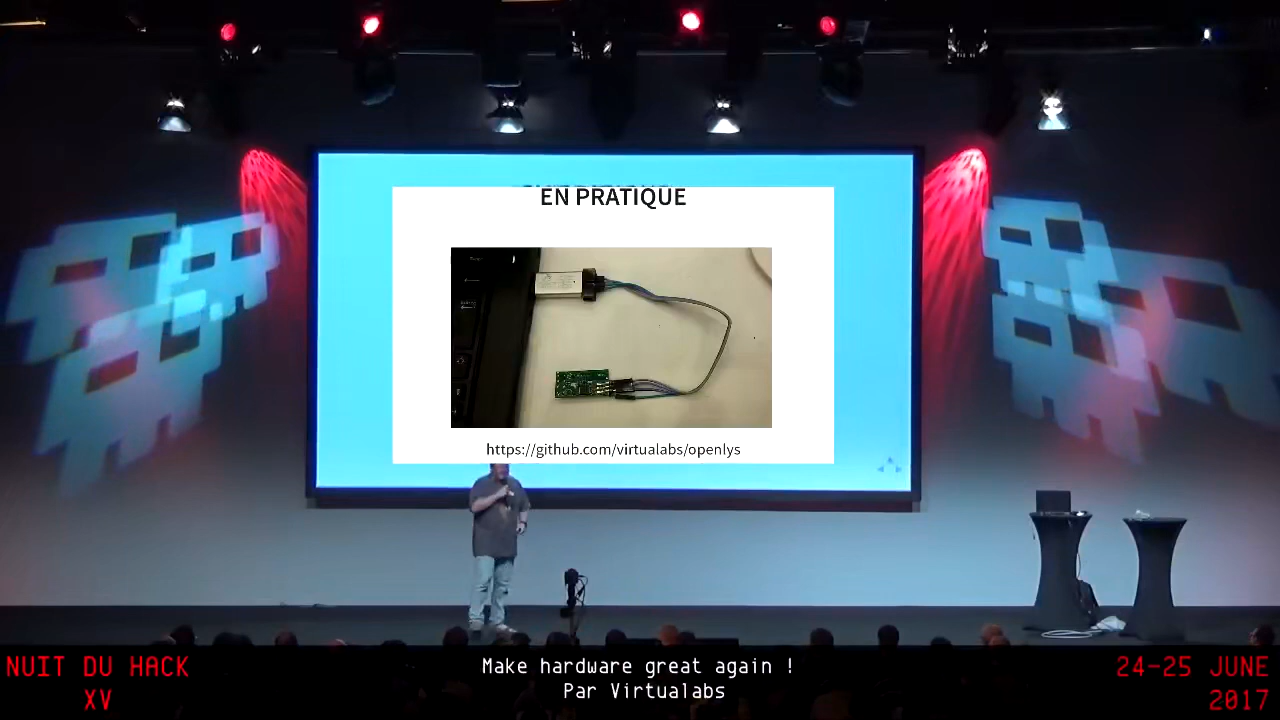 EN PRATIQUE
https://github.com/virtualabs/openlys
NUIT DU HACK
XV
Make hardware great again !
Par Virtualabs
24-25 JUNE
2017